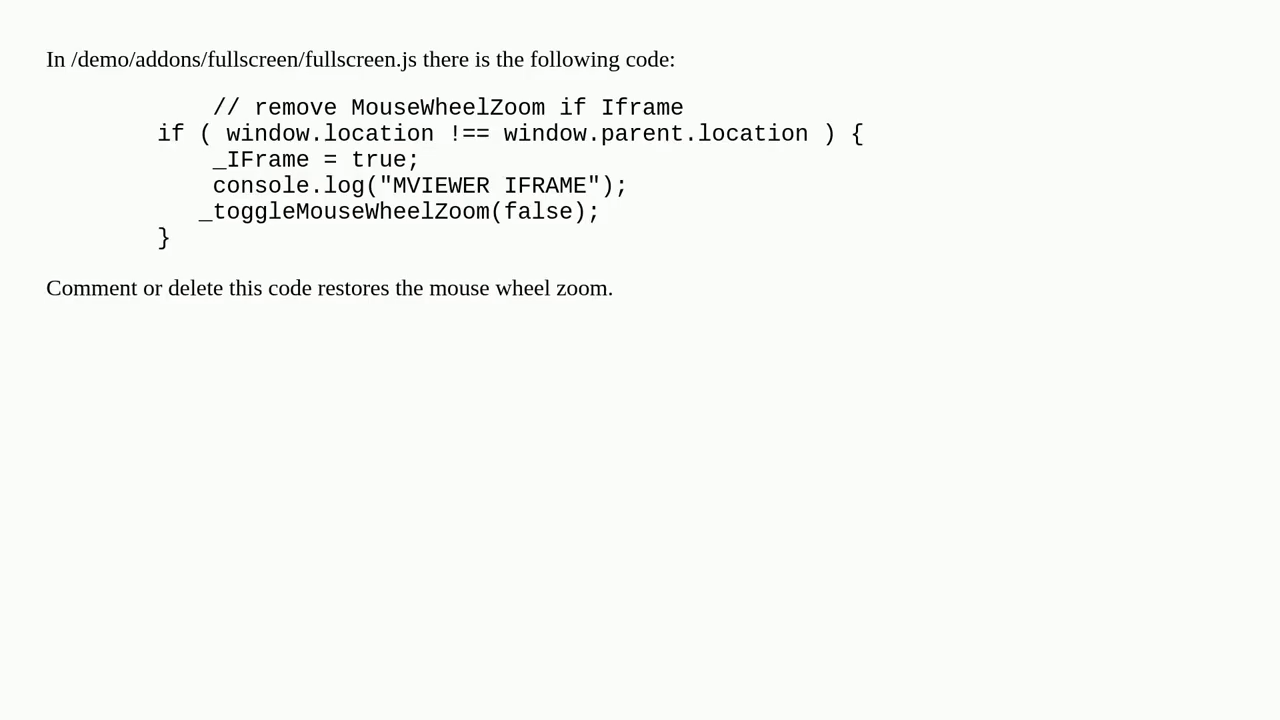 In /demo/addons/fullscreen/fullscreen.js there is the following code:
// remove MouseWheelZoom if Iframe
if ( window.location !== window.parent.location ) {
_IFrame = true;
console.log("MVIEWER IFRAME");
_toggleMouseWheelZoom(false);
}
Comment or delete this code restores the mouse wheel zoom.